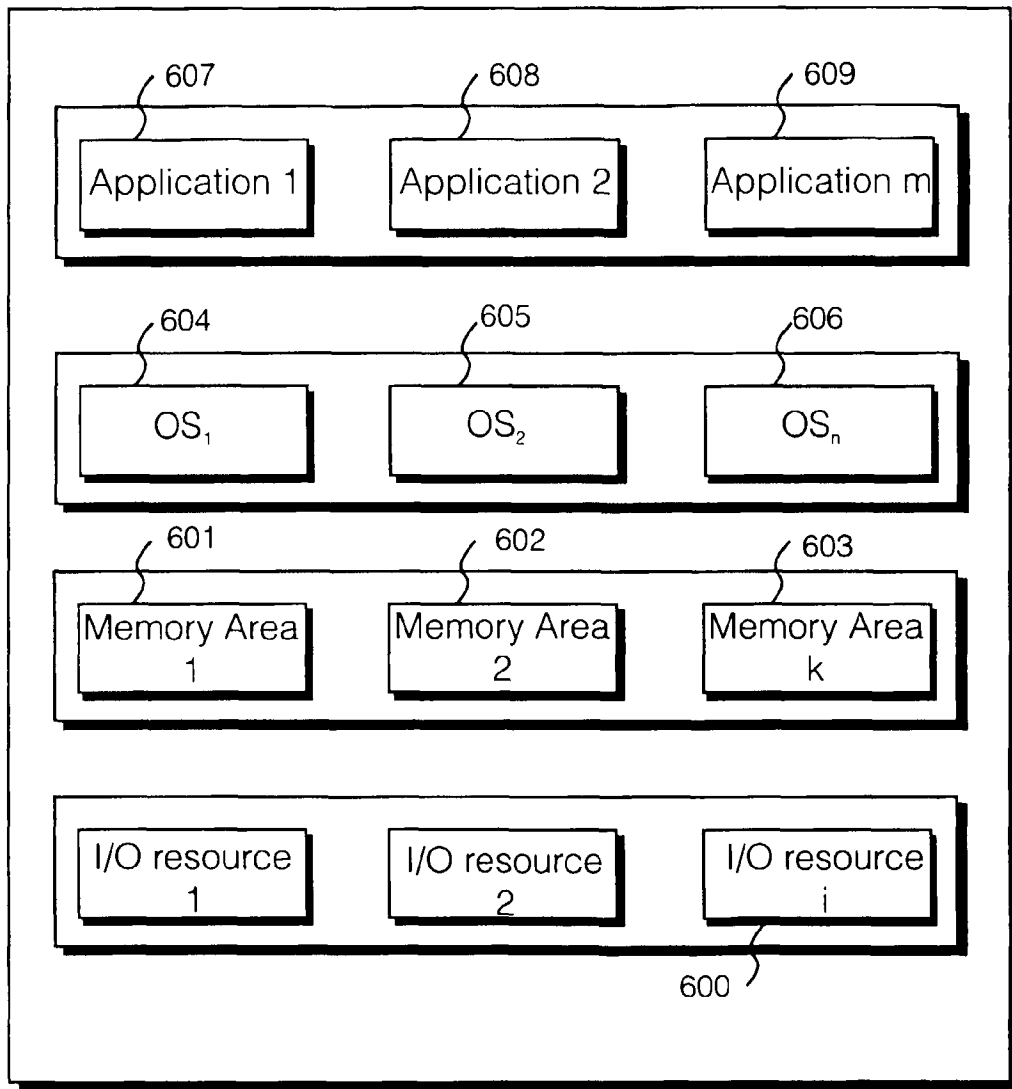 607 608 609
Application 1 Application 2 Application m
604 605 606
OS₁ OS₂ OSₙ
601 602 603
Memory Area Memory Area Memory Area
1 2 k
I/O resource I/O resource I/O resource
1 2 i
600